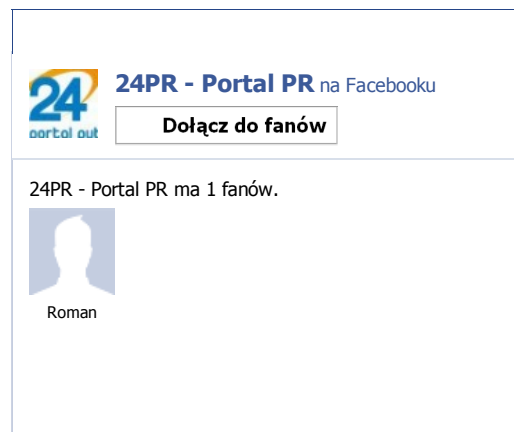 24
portal out
24PR - Portal PR na Facebooku
Dołącz do fanów
24PR - Portal PR ma 1 fanów.
Roman